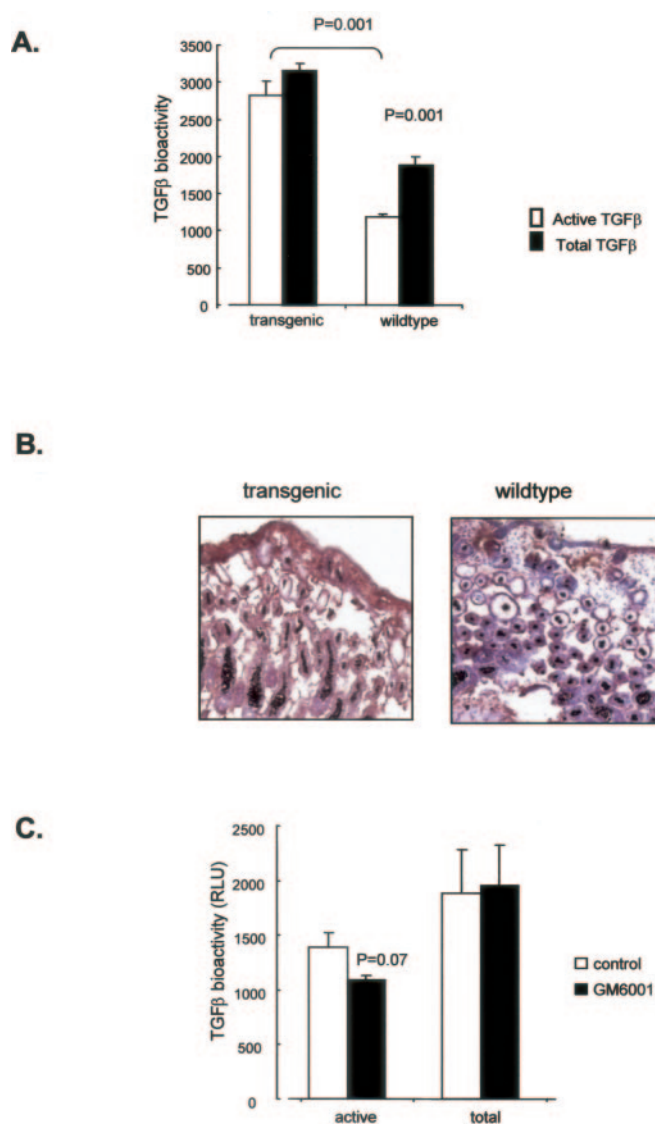 A.
P=0.001
3500
3000
2500
2000
1500
1000
500
0
TGFβ bioactivity
P=0.001
transgenic wildtype
Active TGFβ
Total TGFβ
B.
transgenic wildtype
C.
2500
2000
1500
1000
500
0
TGFβ bioactivity (RLU)
P=0.07
active total
control
GM6001